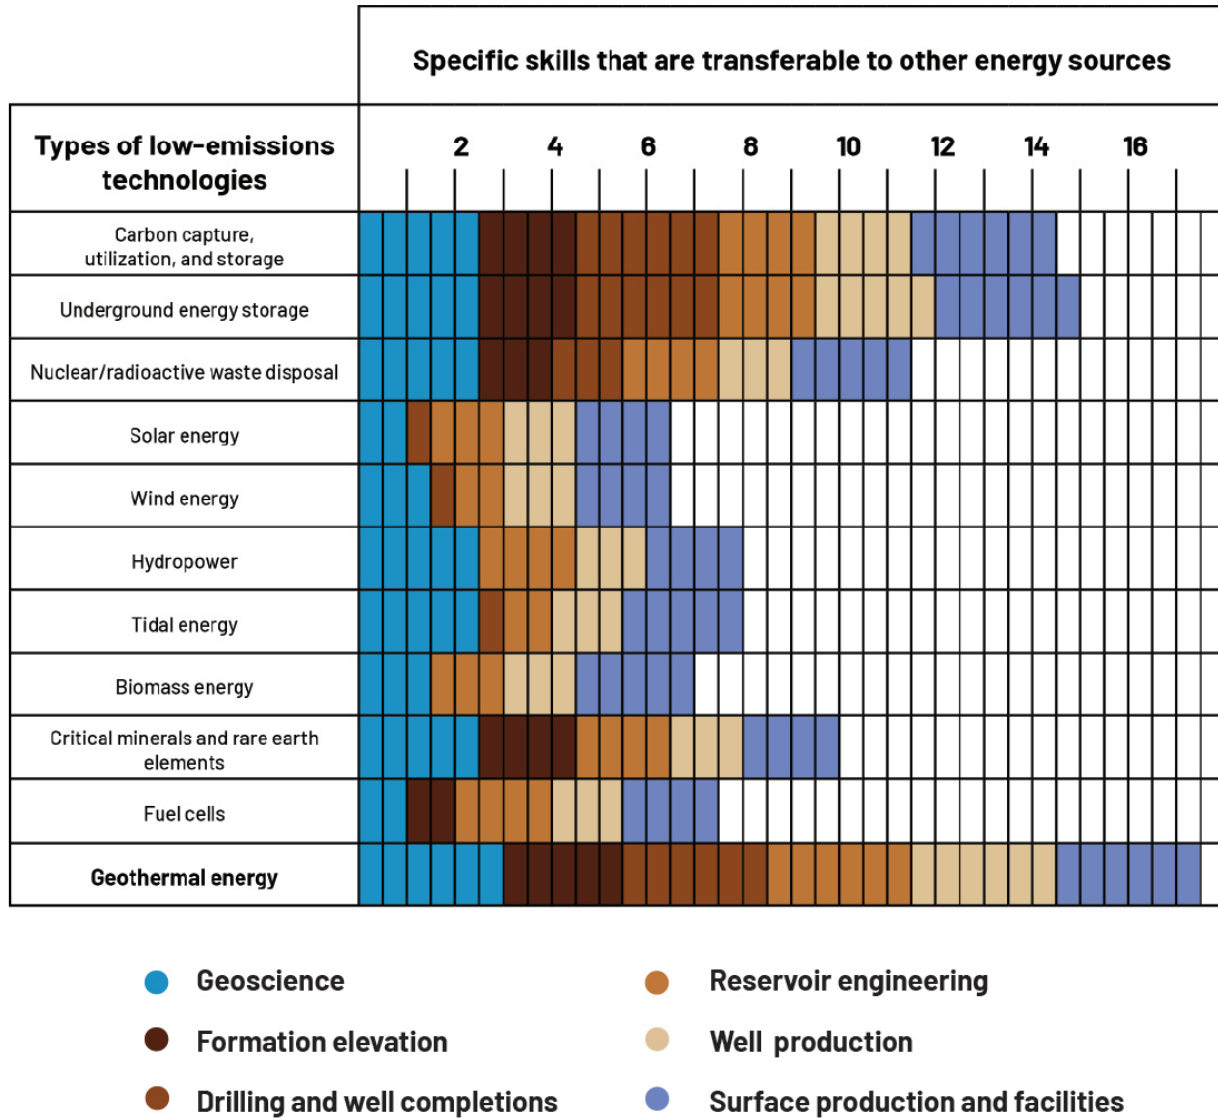 Specific skills that are transferable to other energy sources
Types of low-emissions
technologies
2 4 6 8 10 12 14 16
Carbon capture,
utilization, and storage
Underground energy storage
Nuclear/radioactive waste disposal
Solar energy
Wind energy
Hydropower
Tidal energy
Biomass energy
Critical minerals and rare earth
elements
Fuel cells
Geothermal energy
Geoscience
Formation elevation
Drilling and well completions
Reservoir engineering
Well production
Surface production and facilities